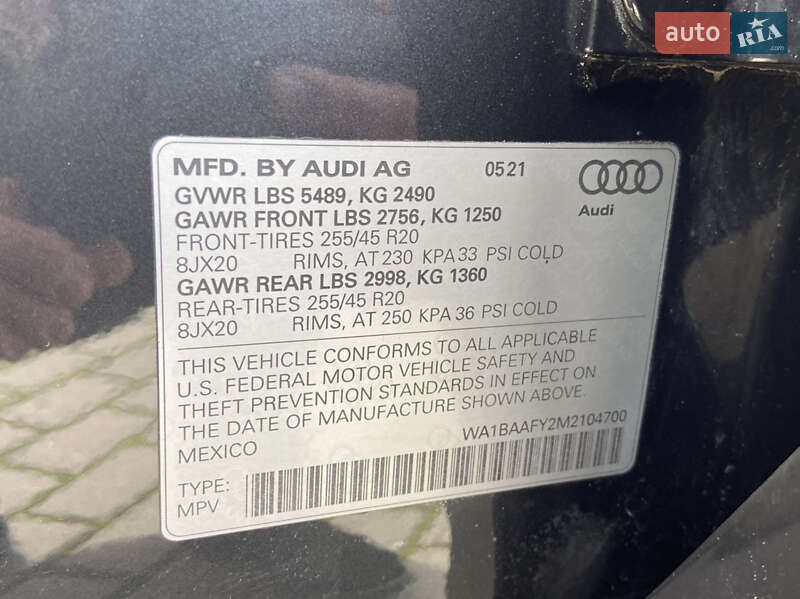 auto RIA.com
MFD. BY AUDI AG 0521
GVWR LBS 5489, KG 2490
GAWR FRONT LBS 2756, KG 1250
Audi
FRONT-TIRES 255/45 R20
8JX20 RIMS, AT 230 KPA 33 PSI COLD
GAWR REAR LBS 2998, KG 1360
REAR-TIRES 255/45 R20
8JX20 RIMS, AT 250 KPA 36 PSI COLD
THIS VEHICLE CONFORMS TO ALL APPLICABLE
U.S. FEDERAL MOTOR VEHICLE SAFETY AND
THEFT PREVENTION STANDARDS IN EFFECT ON
THE DATE OF MANUFACTURE SHOWN ABOVE.
MEXICO WA1BAAFY2M2104700
TYPE:
MPV